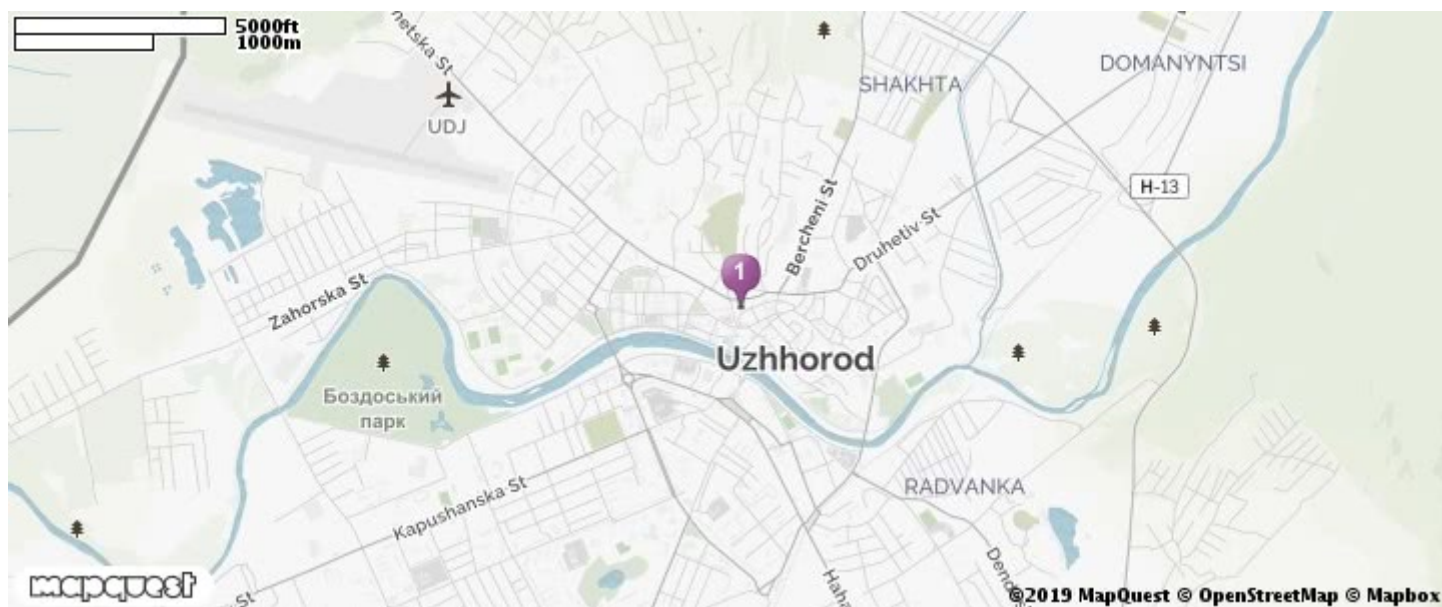 5000ft
1000m
netska St
UDJ
SHAKHTA
DOMANYNTSI
H-13
Bercheni St
Druhetiv St
Zahorska St
1
Uzhhorod
Боздоський
парк
Kapushanska St
RADVANKA
mapquest
St
©2019 MapQuest © OpenStreetMap © Mapbox